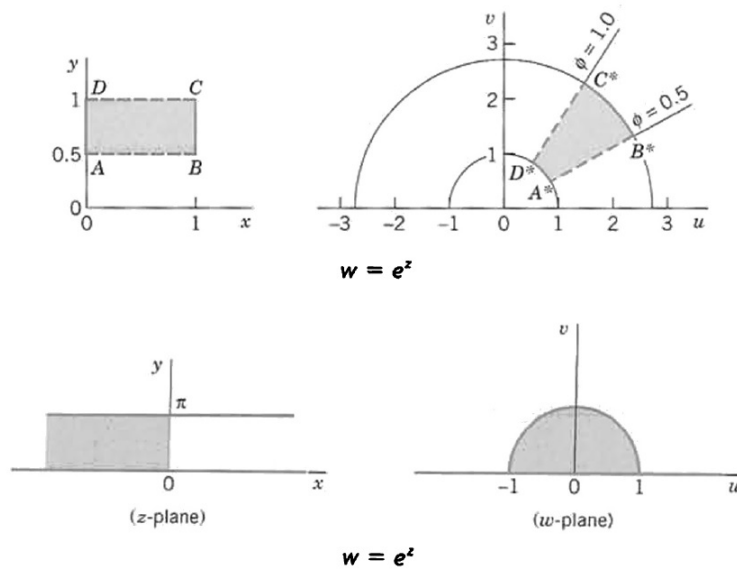 y
D C
1
0.5
A B
0
0 1 x
v
3
2
1
ϕ = 1.0
C*
ϕ = 0.5
B*
D*
A*
−3 −2 −1 0 1 2 3 u
w = e^z
y
π
0 x
(z-plane)
v
−1 0 1 u
(w-plane)
w = e^z